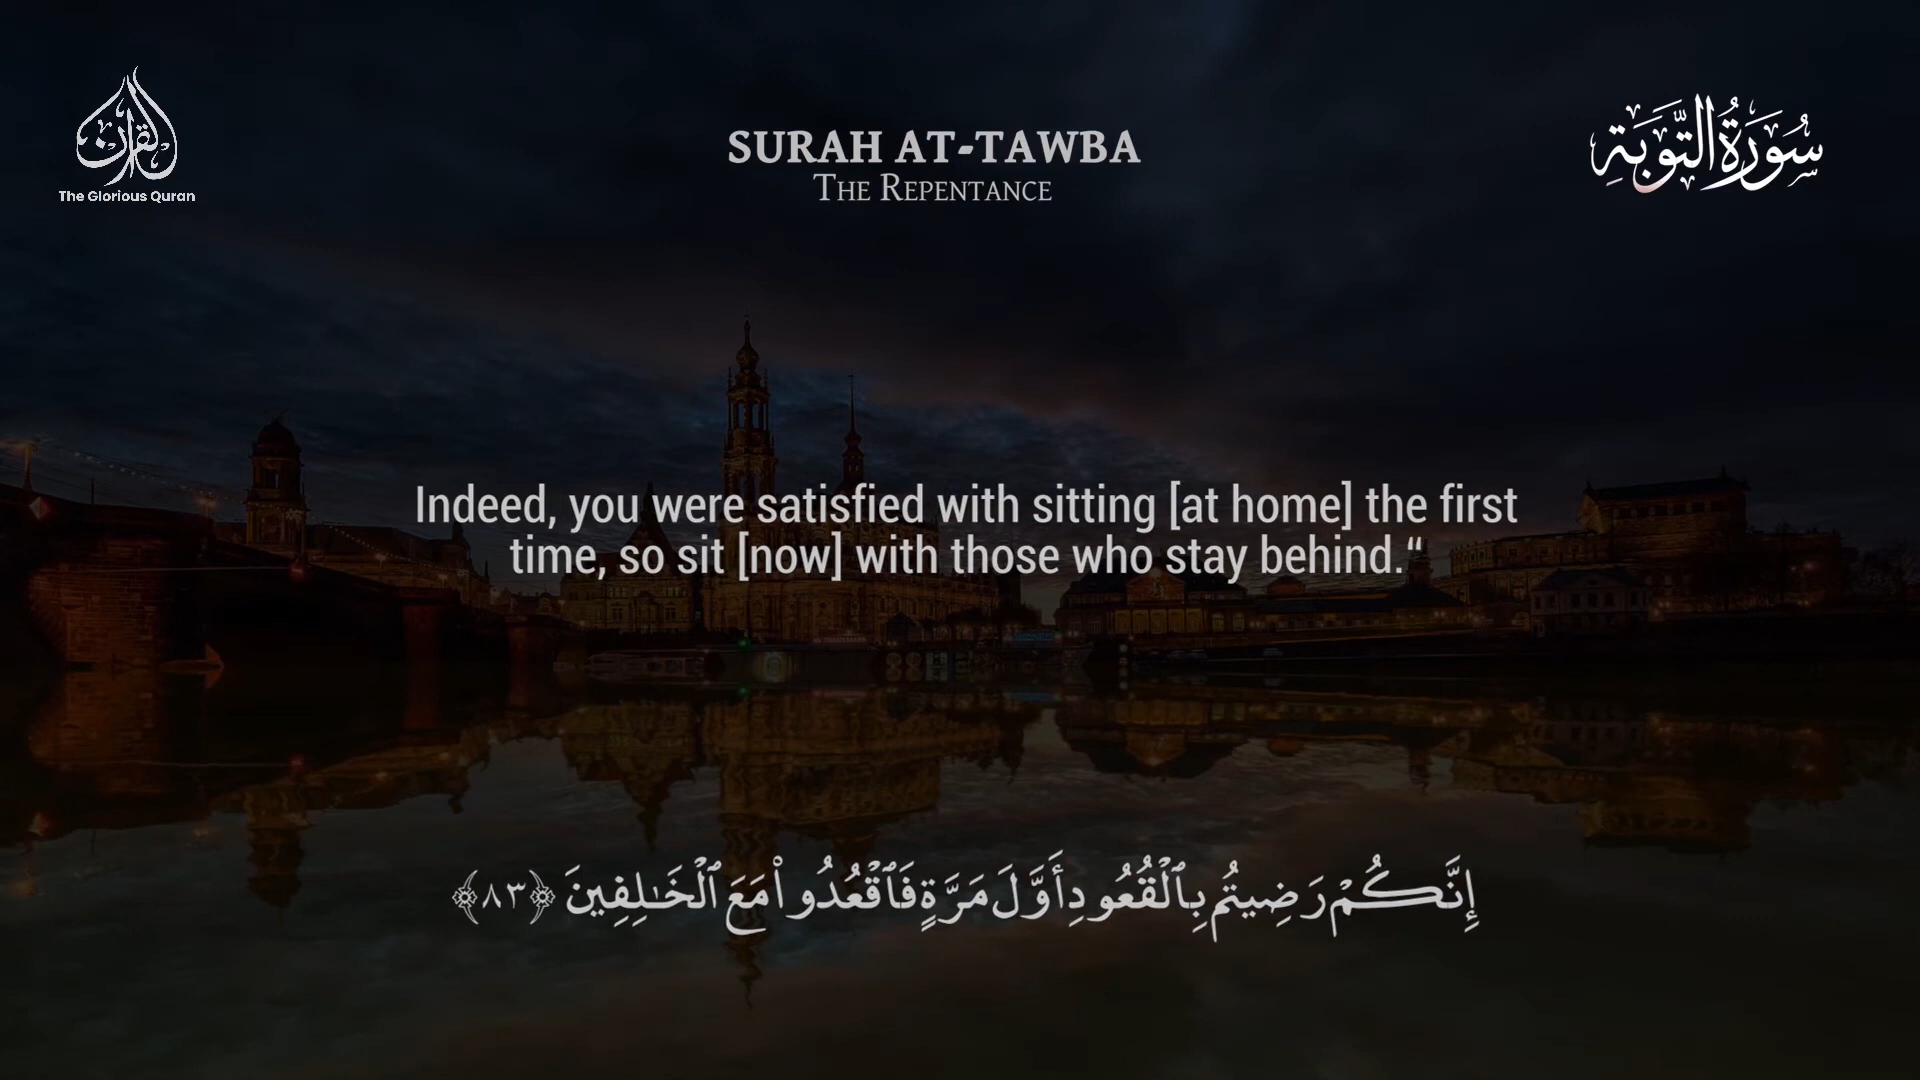 القرآن
The Glorious Quran
SURAH AT-TAWBA
THE REPENTANCE
سُورَةُ التَّوْبَةِ
Indeed, you were satisfied with sitting [at home] the first
time, so sit [now] with those who stay behind.“
إِنَّكُمْ رَضِيتُم بِٱلْقُعُودِ أَوَّلَ مَرَّةٍ فَٱقْعُدُوا۟ مَعَ ٱلْخَـٰلِفِينَ ﴿٨٣﴾